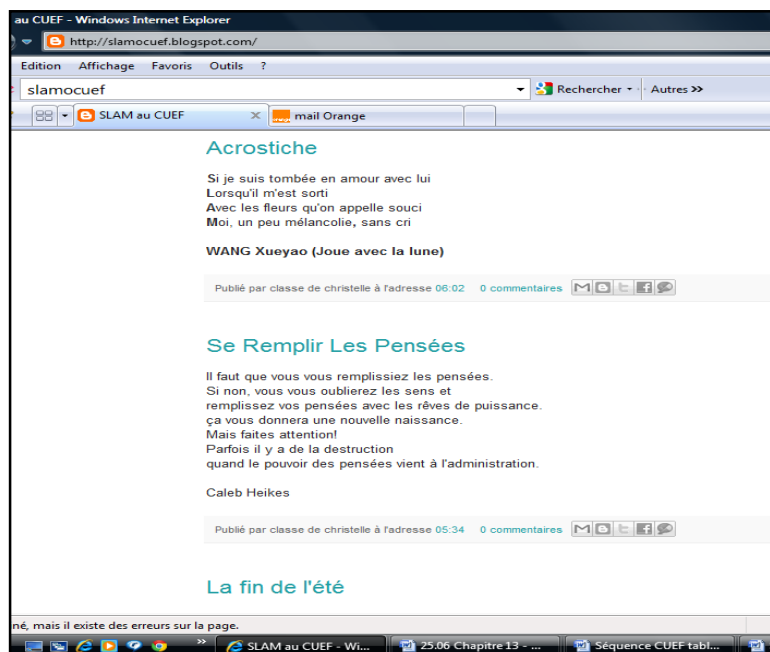 au CUEF - Windows Internet Explorer
http://slamocuef.blogspot.com/
Edition Affichage Favoris Outils ?
slamocuef Rechercher Autres >>
SLAM au CUEF mail Orange
Acrostiche
Si je suis tombée en amour avec lui
Lorsqu'il m'est sorti
Avec les fleurs qu'on appelle souci
Moi, un peu mélancolie, sans cri
WANG Xueyao (Joue avec la lune)
Publié par classe de christelle à l'adresse 06:02 0 commentaires
Se Remplir Les Pensées
Il faut que vous vous remplissiez les pensées.
Si non, vous vous oublierez les sens et
remplissez vos pensées avec les rêves de puissance.
ça vous donnera une nouvelle naissance.
Mais faites attention!
Parfois il y a de la destruction
quand le pouvoir des pensées vient à l'administration.
Caleb Heikes
Publié par classe de christelle à l'adresse 05:34 0 commentaires
La fin de l'été
né, mais il existe des erreurs sur la page.
SLAM au CUEF - Wi... 25.06 Chapitre 13 - ... Séquence CUEF tabl...